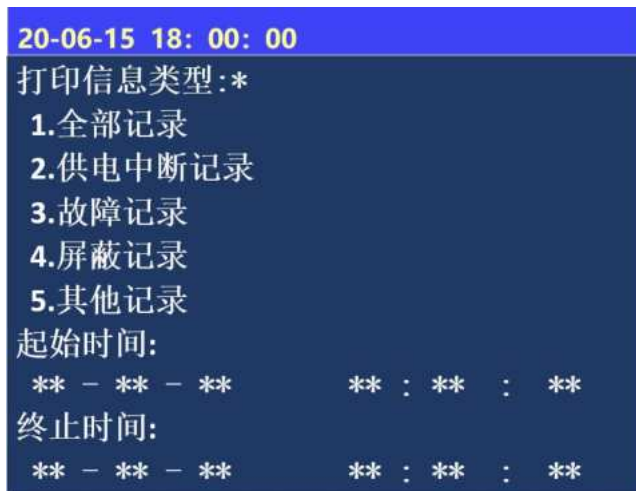 20-06-15 18: 00: 00
打印信息类型:*
1.全部记录
2.供电中断记录
3.故障记录
4.屏蔽记录
5.其他记录
起始时间:
** - ** - ** ** : ** : **
终止时间:
** - ** - ** ** : ** : **